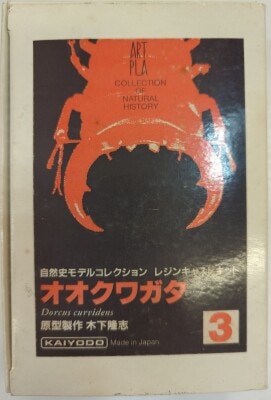 ART
PLA
COLLECTION
OF
NATURAL
HISTORY
自然史モデルコレクション レジンキャストキット
オオクワガタ
Dorcus curvidens
原型製作 木下隆志
3
KAIYODO Made in Japan